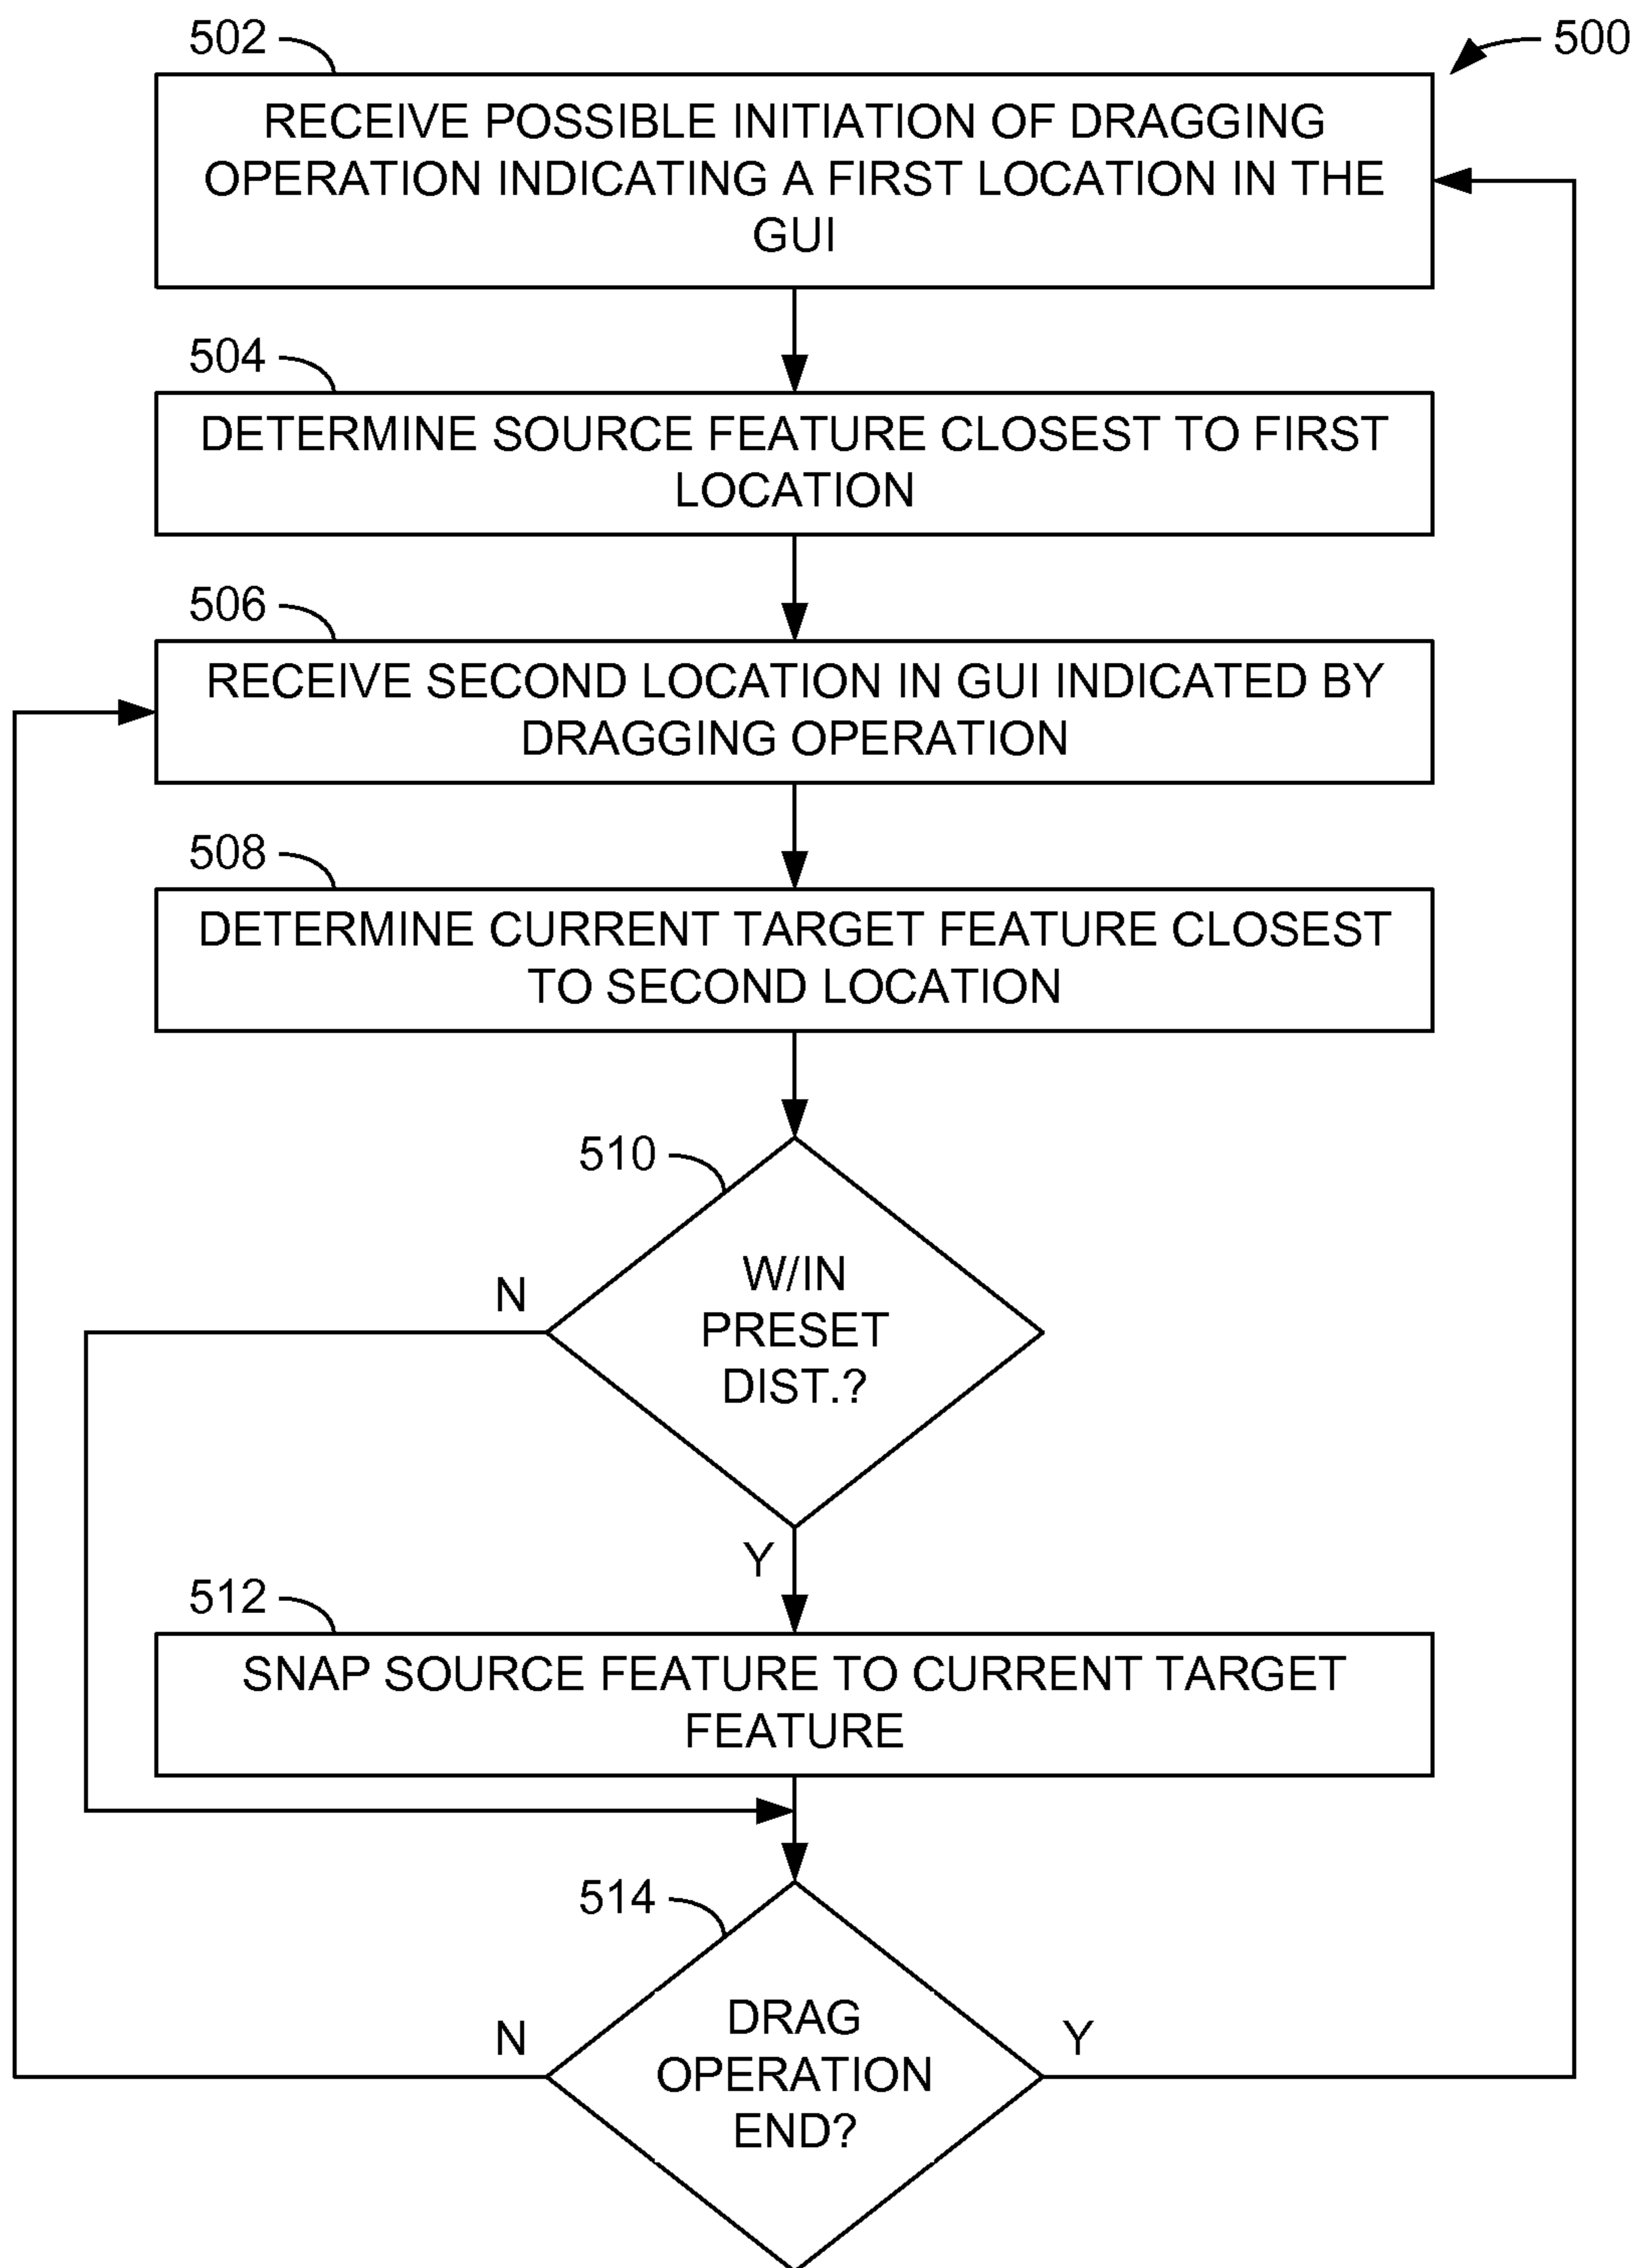 502
500
RECEIVE POSSIBLE INITIATION OF DRAGGING
OPERATION INDICATING A FIRST LOCATION IN THE
GUI
504
DETERMINE SOURCE FEATURE CLOSEST TO FIRST
LOCATION
506
RECEIVE SECOND LOCATION IN GUI INDICATED BY
DRAGGING OPERATION
508
DETERMINE CURRENT TARGET FEATURE CLOSEST
TO SECOND LOCATION
510
N
W/IN
PRESET
DIST.?
Y
512
SNAP SOURCE FEATURE TO CURRENT TARGET
FEATURE
514
N
DRAG
OPERATION
END?
Y